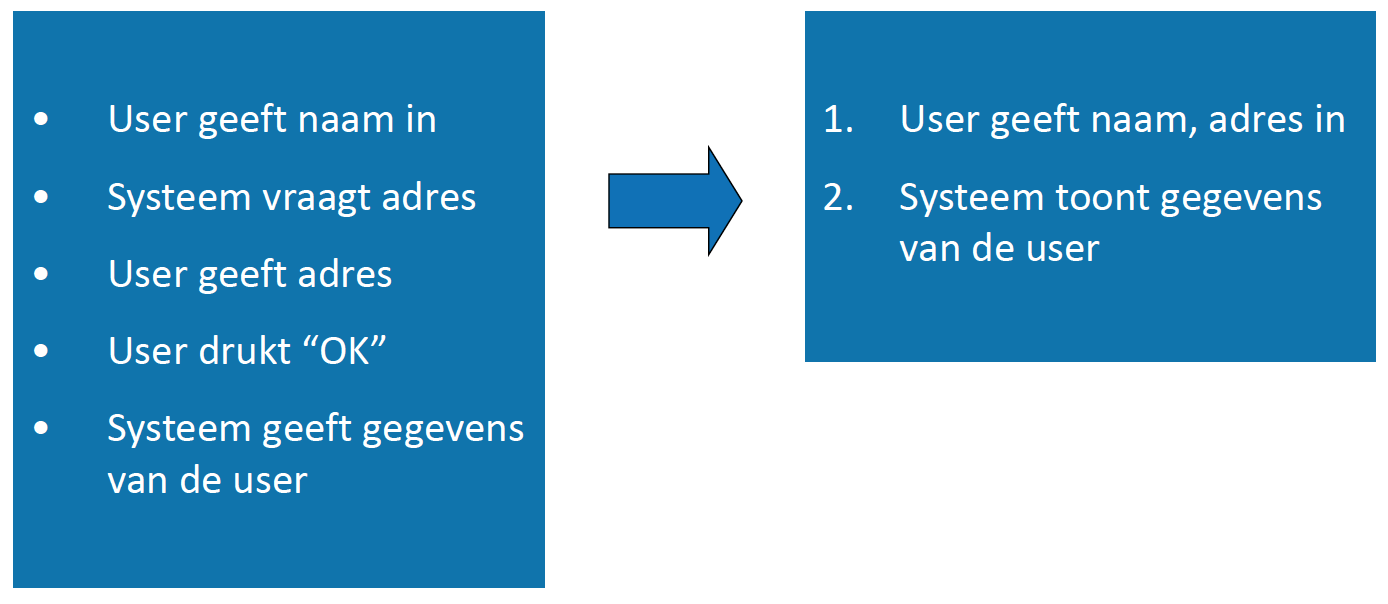 • User geeft naam in
• Systeem vraagt adres
• User geeft adres
• User drukt “OK”
• Systeem geeft gegevens
van de user
1. User geeft naam, adres in
2. Systeem toont gegevens
van de user